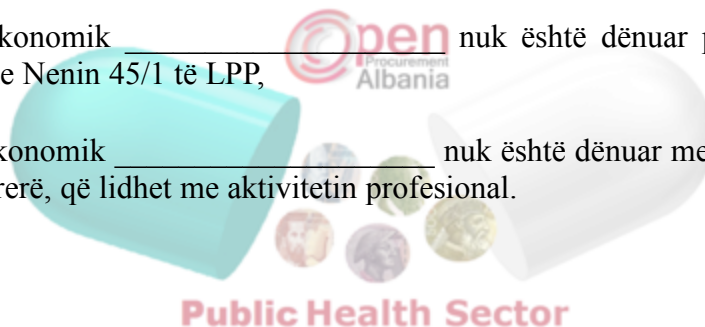 konomik ____________________ nuk është dënuar p
e Nenin 45/1 të LPP,
konomik ____________________ nuk është dënuar me
rerë, që lidhet me aktivitetin profesional.
Open
Procurement
Albania
Public Health Sector